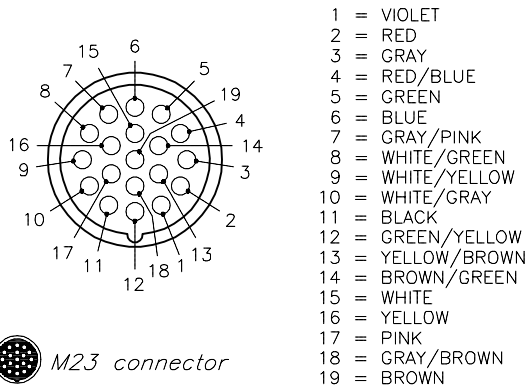 6
15
5
7
19
8
4
16
14
9
3
10
2
17
13
11
18
1
12
M23 connector
1 = VIOLET
2 = RED
3 = GRAY
4 = RED/BLUE
5 = GREEN
6 = BLUE
7 = GRAY/PINK
8 = WHITE/GREEN
9 = WHITE/YELLOW
10 = WHITE/GRAY
11 = BLACK
12 = GREEN/YELLOW
13 = YELLOW/BROWN
14 = BROWN/GREEN
15 = WHITE
16 = YELLOW
17 = PINK
18 = GRAY/BROWN
19 = BROWN